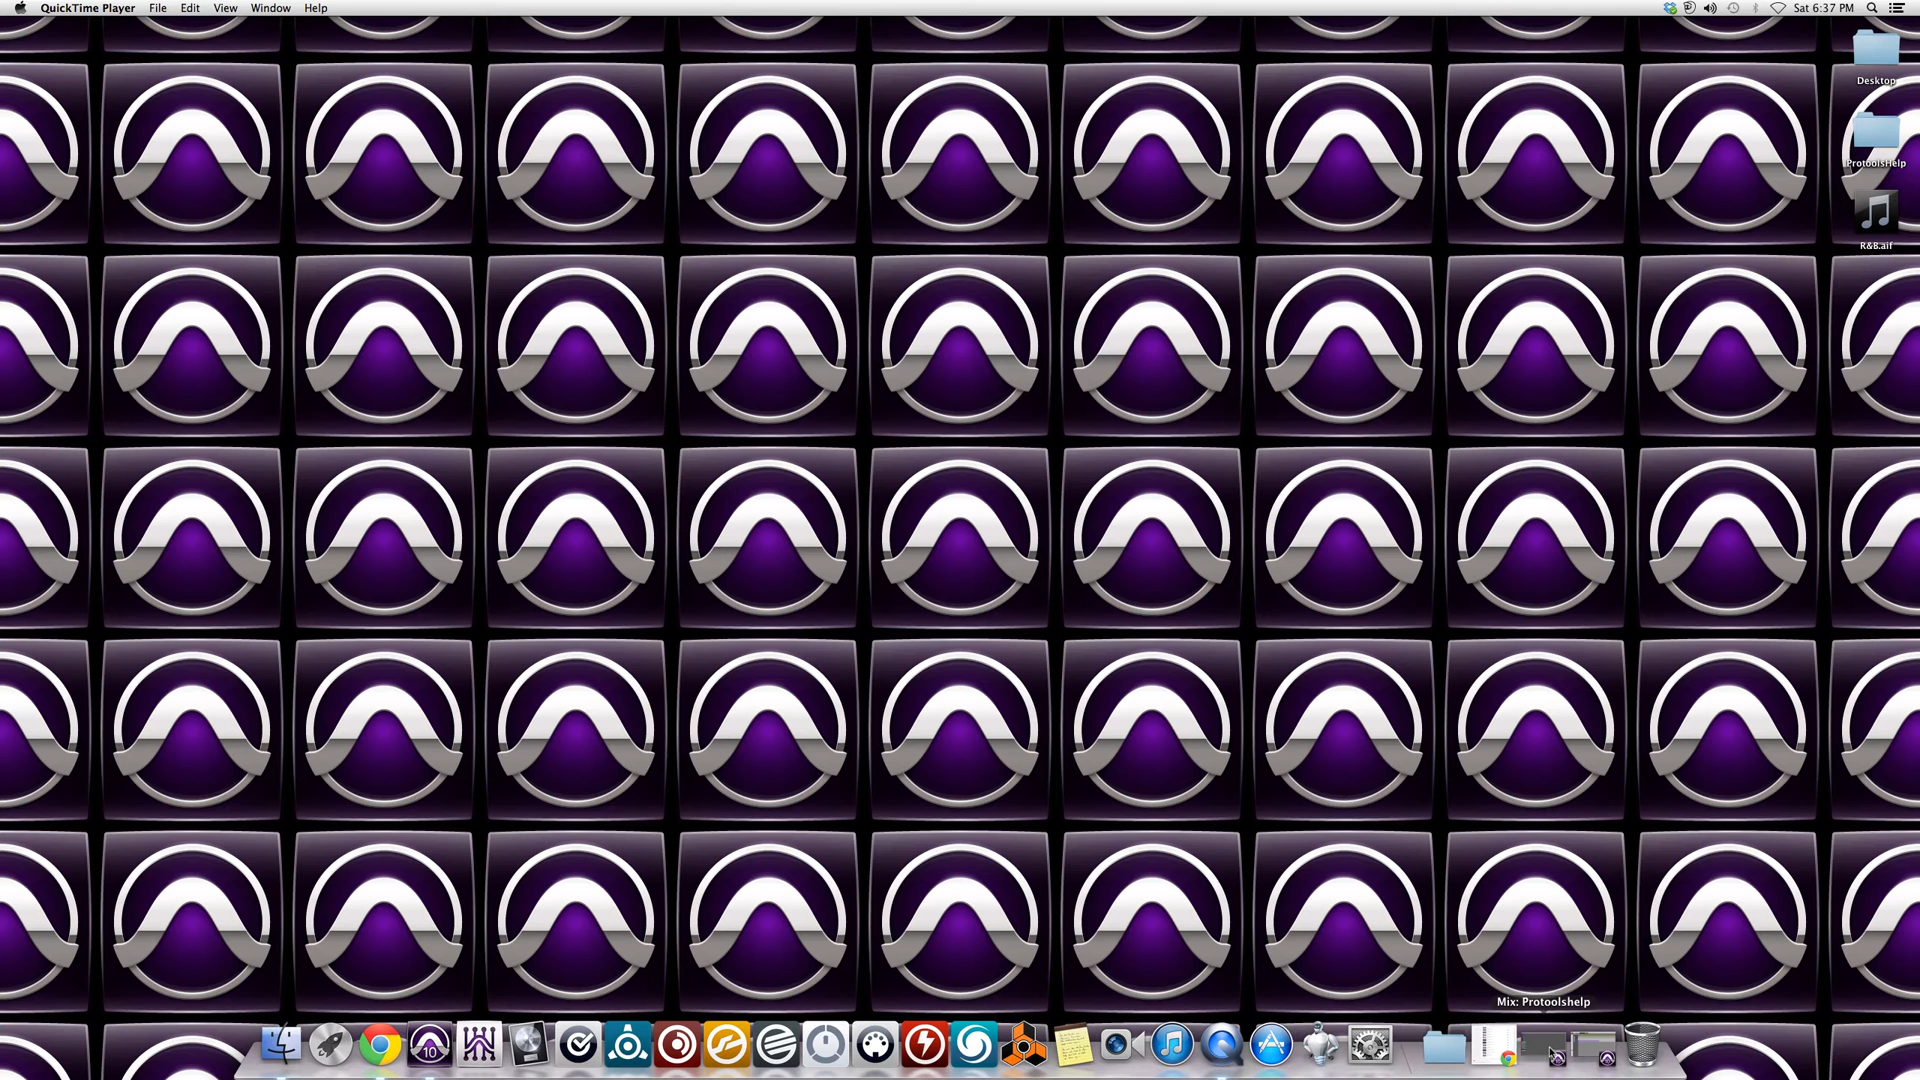 QuickTime Player File Edit View Window Help Sat 6:37 PM
Desktop
ProtoolsHelp
R&B.aif
Mix: Protoolshelp
10